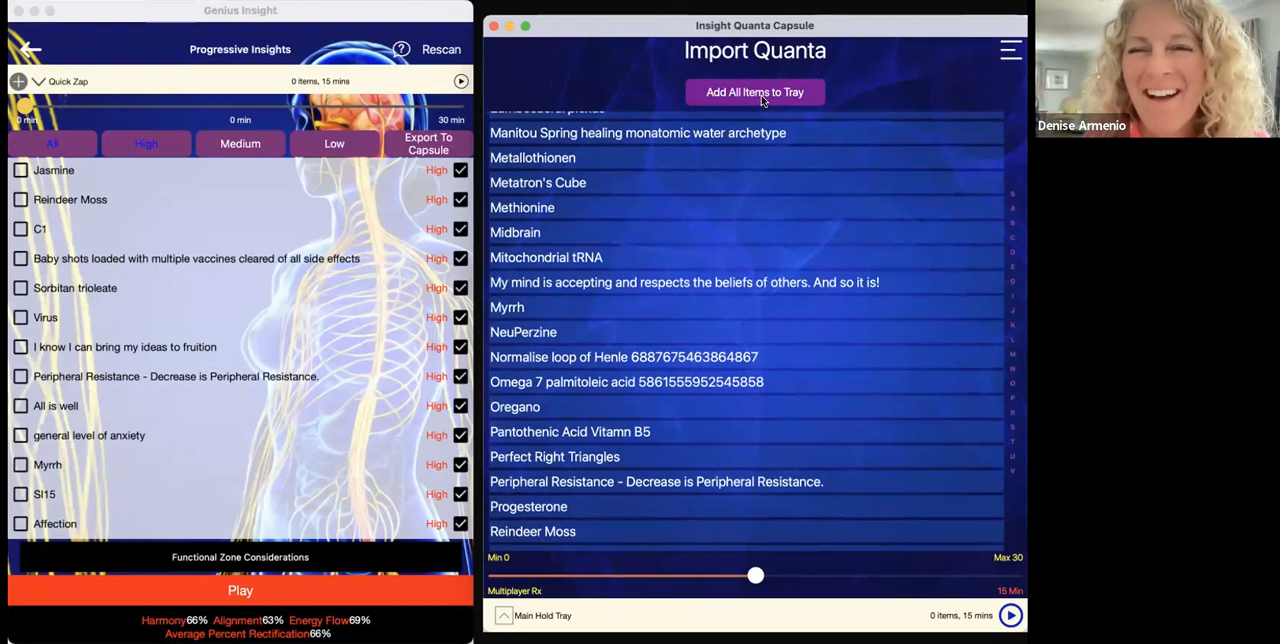 Genius Insight
Progressive Insights
?
Rescan
Quick Zap
0 items, 15 mins
0 min
0 min
30 min
All
High
Medium
Low
Export To
Capsule
Jasmine High
Reindeer Moss High
C1 High
Baby shots loaded with multiple vaccines cleared of all side effects High
Sorbitan trioleate High
Virus High
I know I can bring my ideas to fruition High
Peripheral Resistance - Decrease is Peripheral Resistance. High
All is well High
general level of anxiety High
Myrrh High
SI15 High
Affection High
Functional Zone Considerations
Play
Harmony66% Alignment63% Energy Flow69%
Average Percent Rectification66%
Insight Quanta Capsule
Import Quanta
Add All Items to Tray
Manitou Spring healing monatomic water archetype
Metallothionen
Metatron's Cube
Methionine
Midbrain
Mitochondrial tRNA
My mind is accepting and respects the beliefs of others. And so it is!
Myrrh
NeuPerzine
Normalise loop of Henle 6887675463864867
Omega 7 palmitoleic acid 5861555952545858
Oregano
Pantothenic Acid Vitamn B5
Perfect Right Triangles
Peripheral Resistance - Decrease is Peripheral Resistance.
Progesterone
Reindeer Moss
Min 0
Max 30
Multiplayer Rx
15 Min
Main Hold Tray
0 items, 15 mins
Denise Armenio